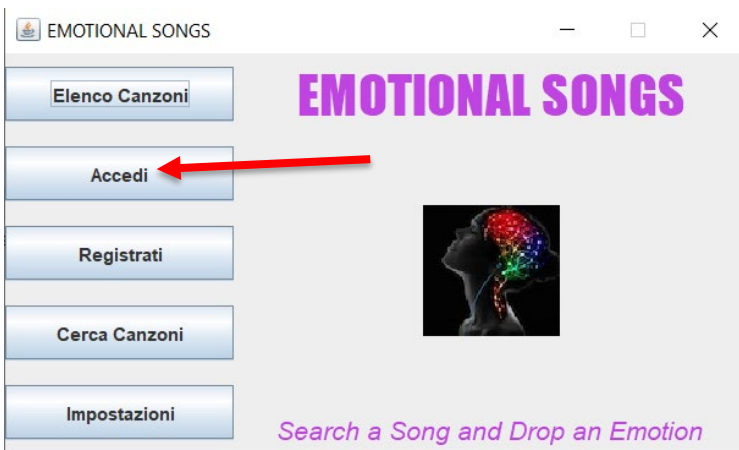 EMOTIONAL SONGS
Elenco Canzoni
Accedi
Registrati
Cerca Canzoni
Impostazioni
EMOTIONAL SONGS
Search a Song and Drop an Emotion